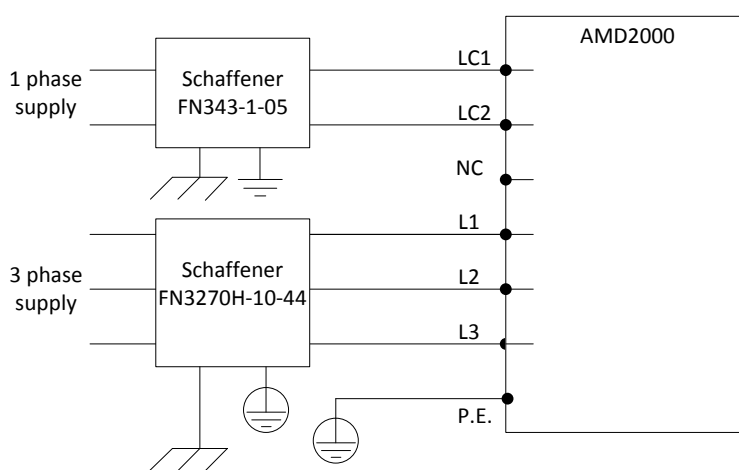 AMD2000
1 phase
supply
Schaffener
FN343-1-05
LC1
LC2
NC
3 phase
supply
Schaffener
FN3270H-10-44
L1
L2
L3
P.E.